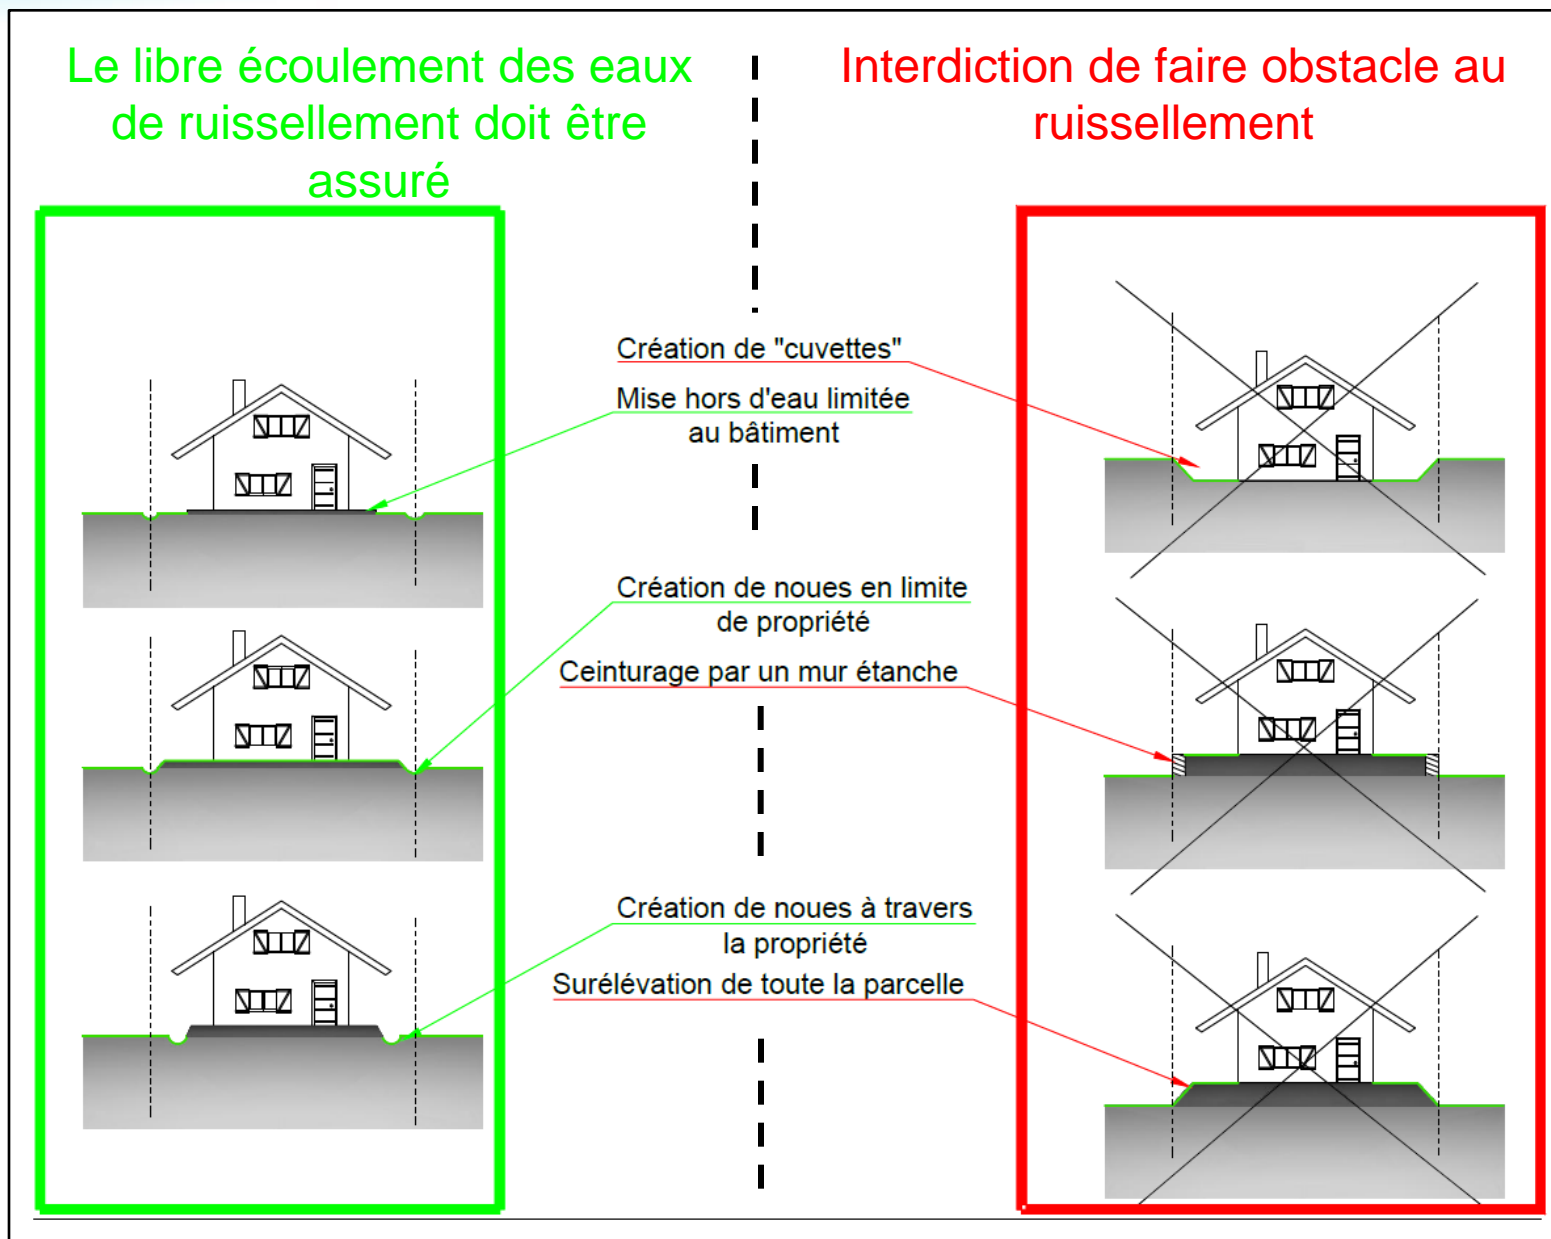 Le libre écoulement des eaux
de ruissellement doit être
assuré
Interdiction de faire obstacle au
ruissellement
Création de "cuvettes"
Mise hors d'eau limitée
au bâtiment
Création de noues en limite
de propriété
Ceinturage par un mur étanche
Création de noues à travers
la propriété
Surélévation de toute la parcelle